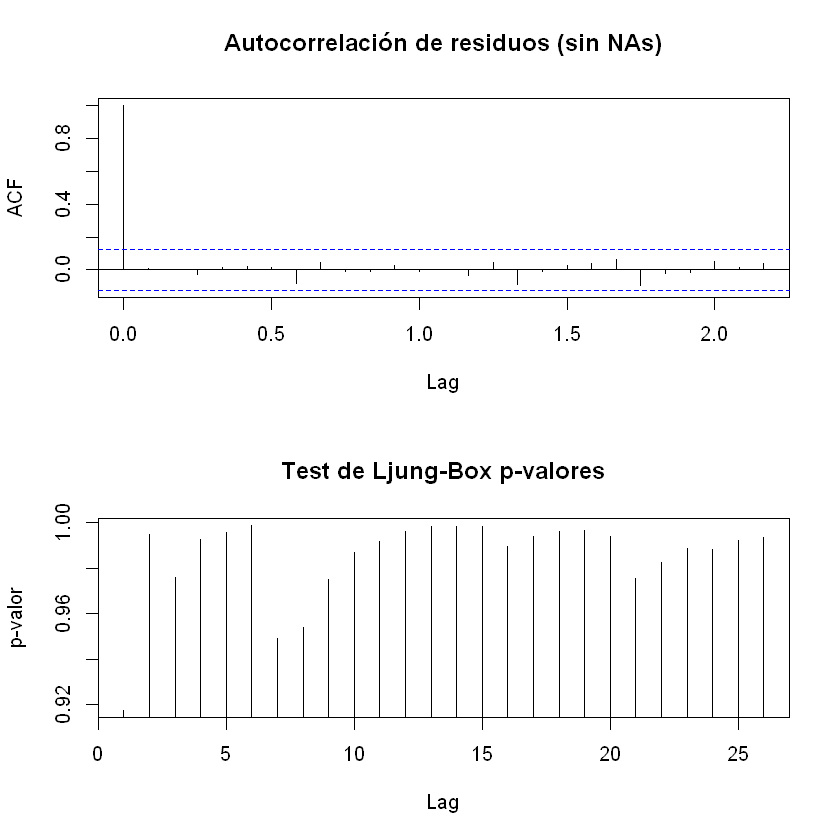 Autocorrelación de residuos (sin NAs)
ACF
0.8
0.4
0.0
0.0 0.5 1.0 1.5 2.0
Lag
Test de Ljung-Box p-valores
p-valor
1.00
0.96
0.92
0 5 10 15 20 25
Lag